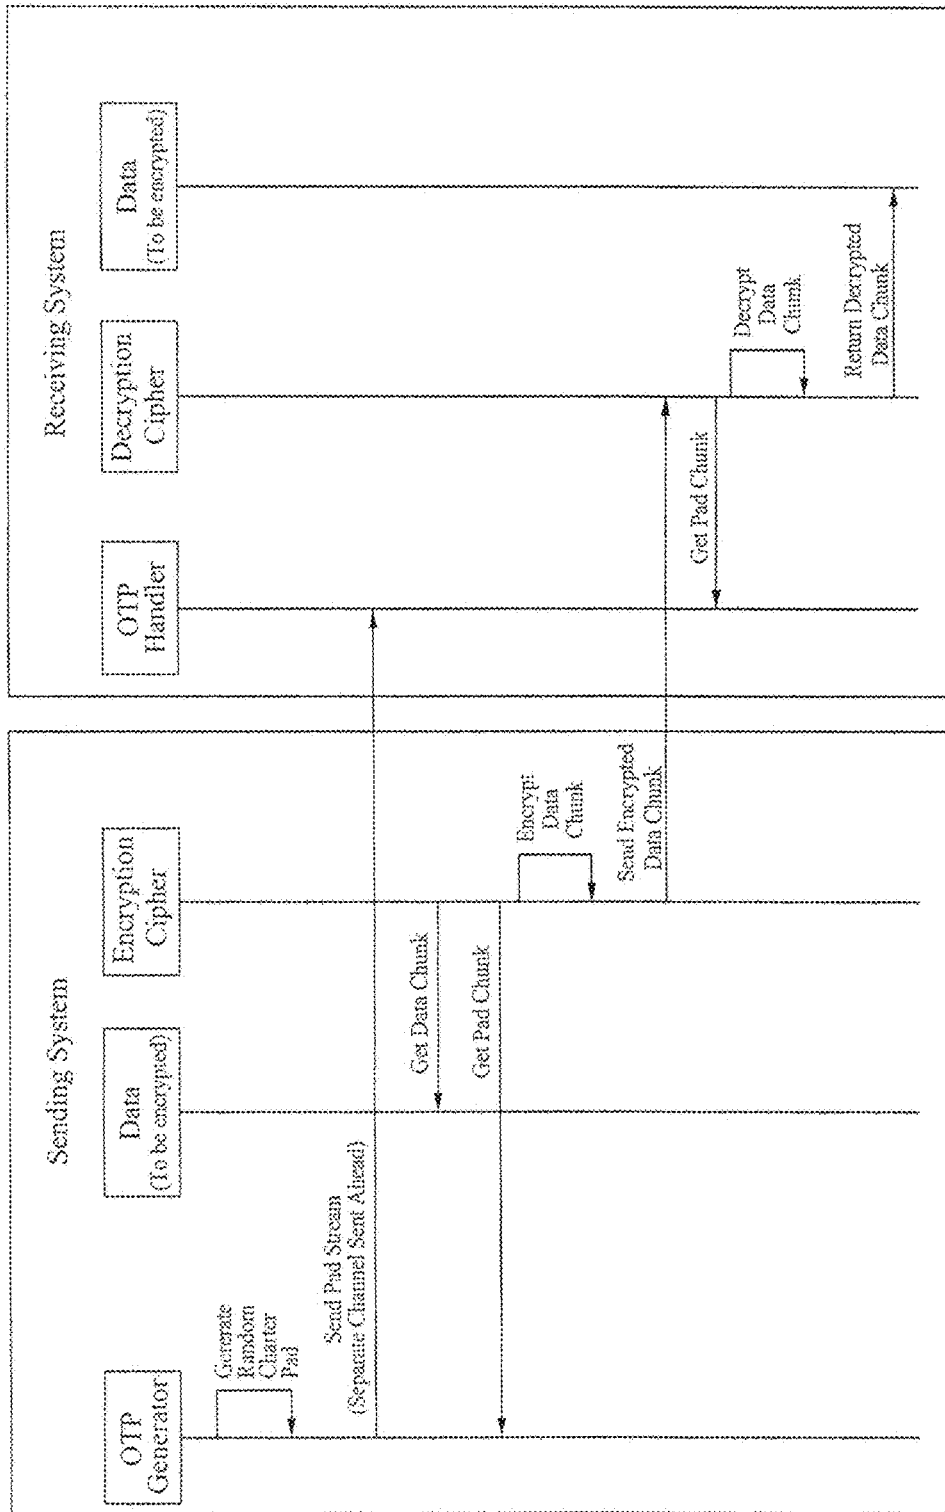 Sending System
OTP
Generator
Data
(To be encrypted)
Encryption
Cipher
Gererate
Random
Charter
Pad
Send Pad Stream
(Separate Channel Sent Ahead)
Get Data Chunk
Get Pad Chunk
Encrypt
Data
Chunk
Send Encrypted
Data Chunk
Receiving System
OTP
Handler
Decryption
Cipher
Data
(To be encrypted)
Get Pad Chunk
Decrypt
Data
Chunk
Return Decrypted
Data Chunk